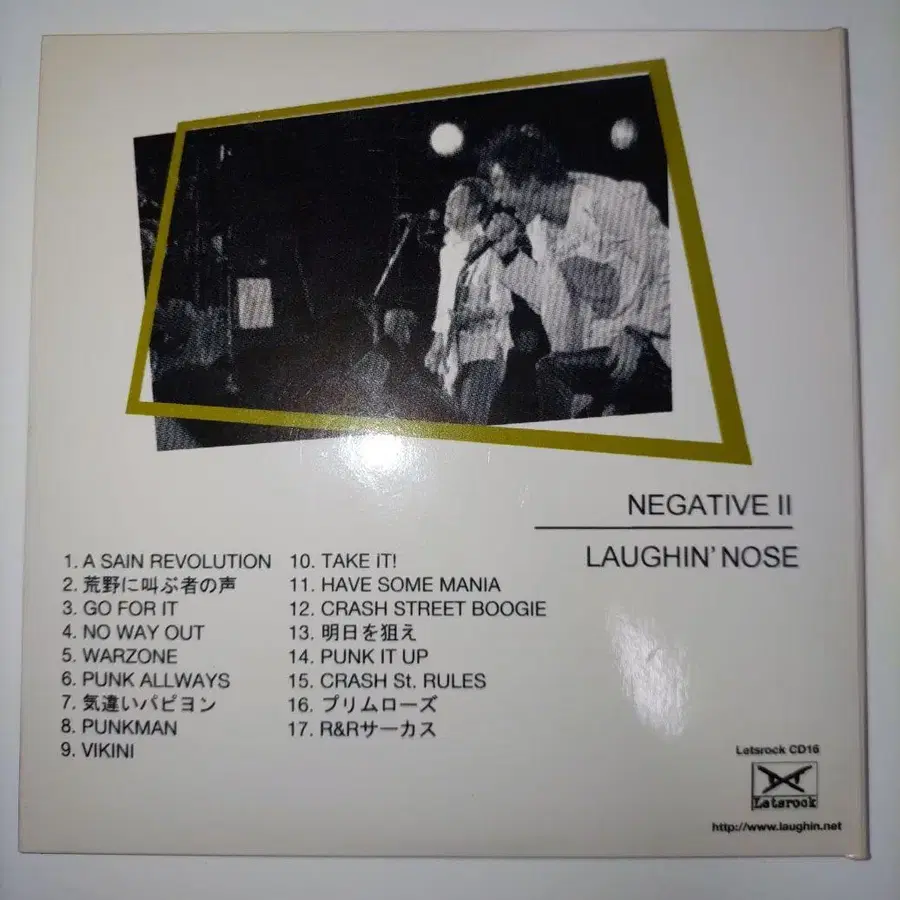 NEGATIVE II
LAUGHIN' NOSE
1. A SAIN REVOLUTION
2. 荒野に叫ぶ者の声
3. GO FOR IT
4. NO WAY OUT
5. WARZONE
6. PUNK ALLWAYS
7. 気違いパピヨン
8. PUNKMAN
9. VIKINI
10. TAKE IT!
11. HAVE SOME MANIA
12. CRASH STREET BOOGIE
13. 明日を狙え
14. PUNK IT UP
15. CRASH St. RULES
16. プリムローズ
17. R&Rサーカス
Letsrock CD16
Letsrock
http://www.laughin.net